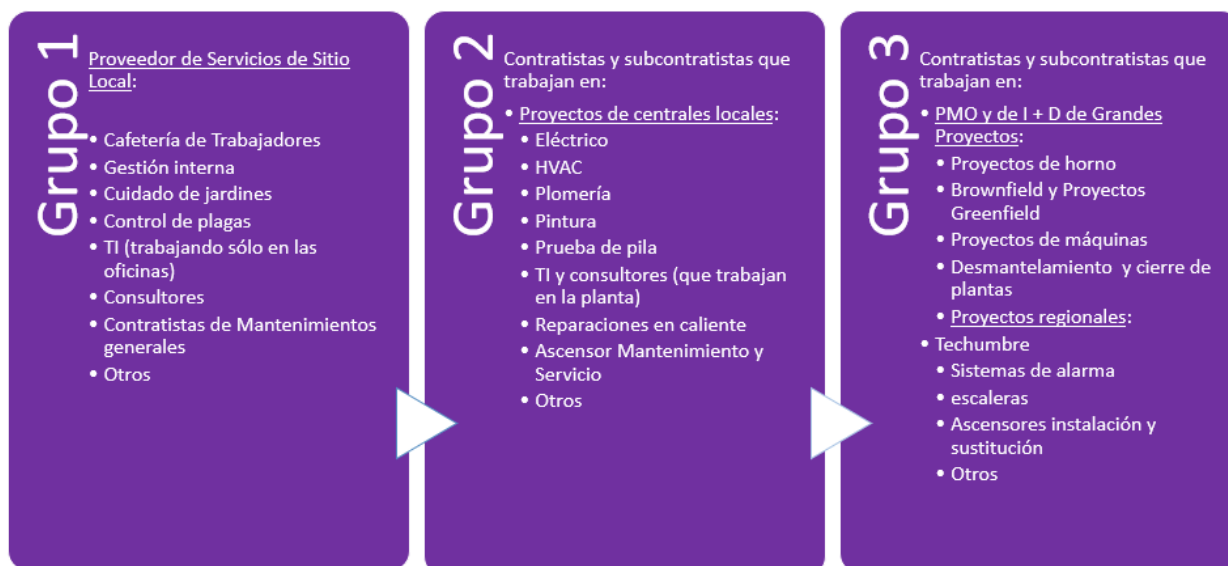 Grupo 1
Proveedor de Servicios de Sitio
Local:
• Cafetería de Trabajadores
• Gestión interna
• Cuidado de jardines
• Control de plagas
• TI (trabajando sólo en las
oficinas)
• Consultores
• Contratistas de Mantenimientos
generales
• Otros
Grupo 2
Contratistas y subcontratistas que
trabajan en:
• Proyectos de centrales locales:
• Eléctrico
• HVAC
• Plomería
• Pintura
• Prueba de pila
• TI y consultores (que trabajan
en la planta)
• Reparaciones en caliente
• Ascensor Mantenimiento y
Servicio
• Otros
Grupo 3
Contratistas y subcontratistas que
trabajan en:
• PMO y de I + D de Grandes
Proyectos:
• Proyectos de horno
• Brownfield y Proyectos
Greenfield
• Proyectos de máquinas
• Desmantelamiento y cierre de
plantas
• Proyectos regionales:
• Techumbre
• Sistemas de alarma
• escaleras
• Ascensores instalación y
sustitución
• Otros